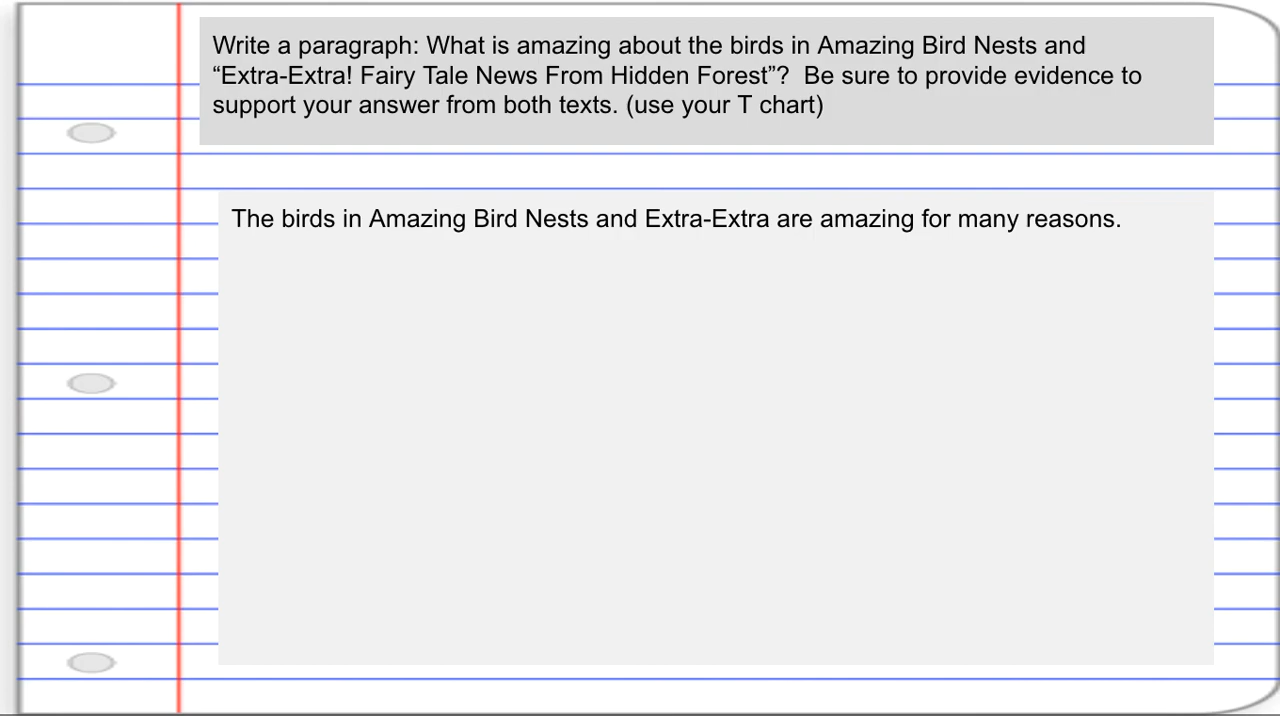 Write a paragraph: What is amazing about the birds in Amazing Bird Nests and
“Extra-Extra! Fairy Tale News From Hidden Forest”?  Be sure to provide evidence to
support your answer from both texts. (use your T chart)
The birds in Amazing Bird Nests and Extra-Extra are amazing for many reasons.